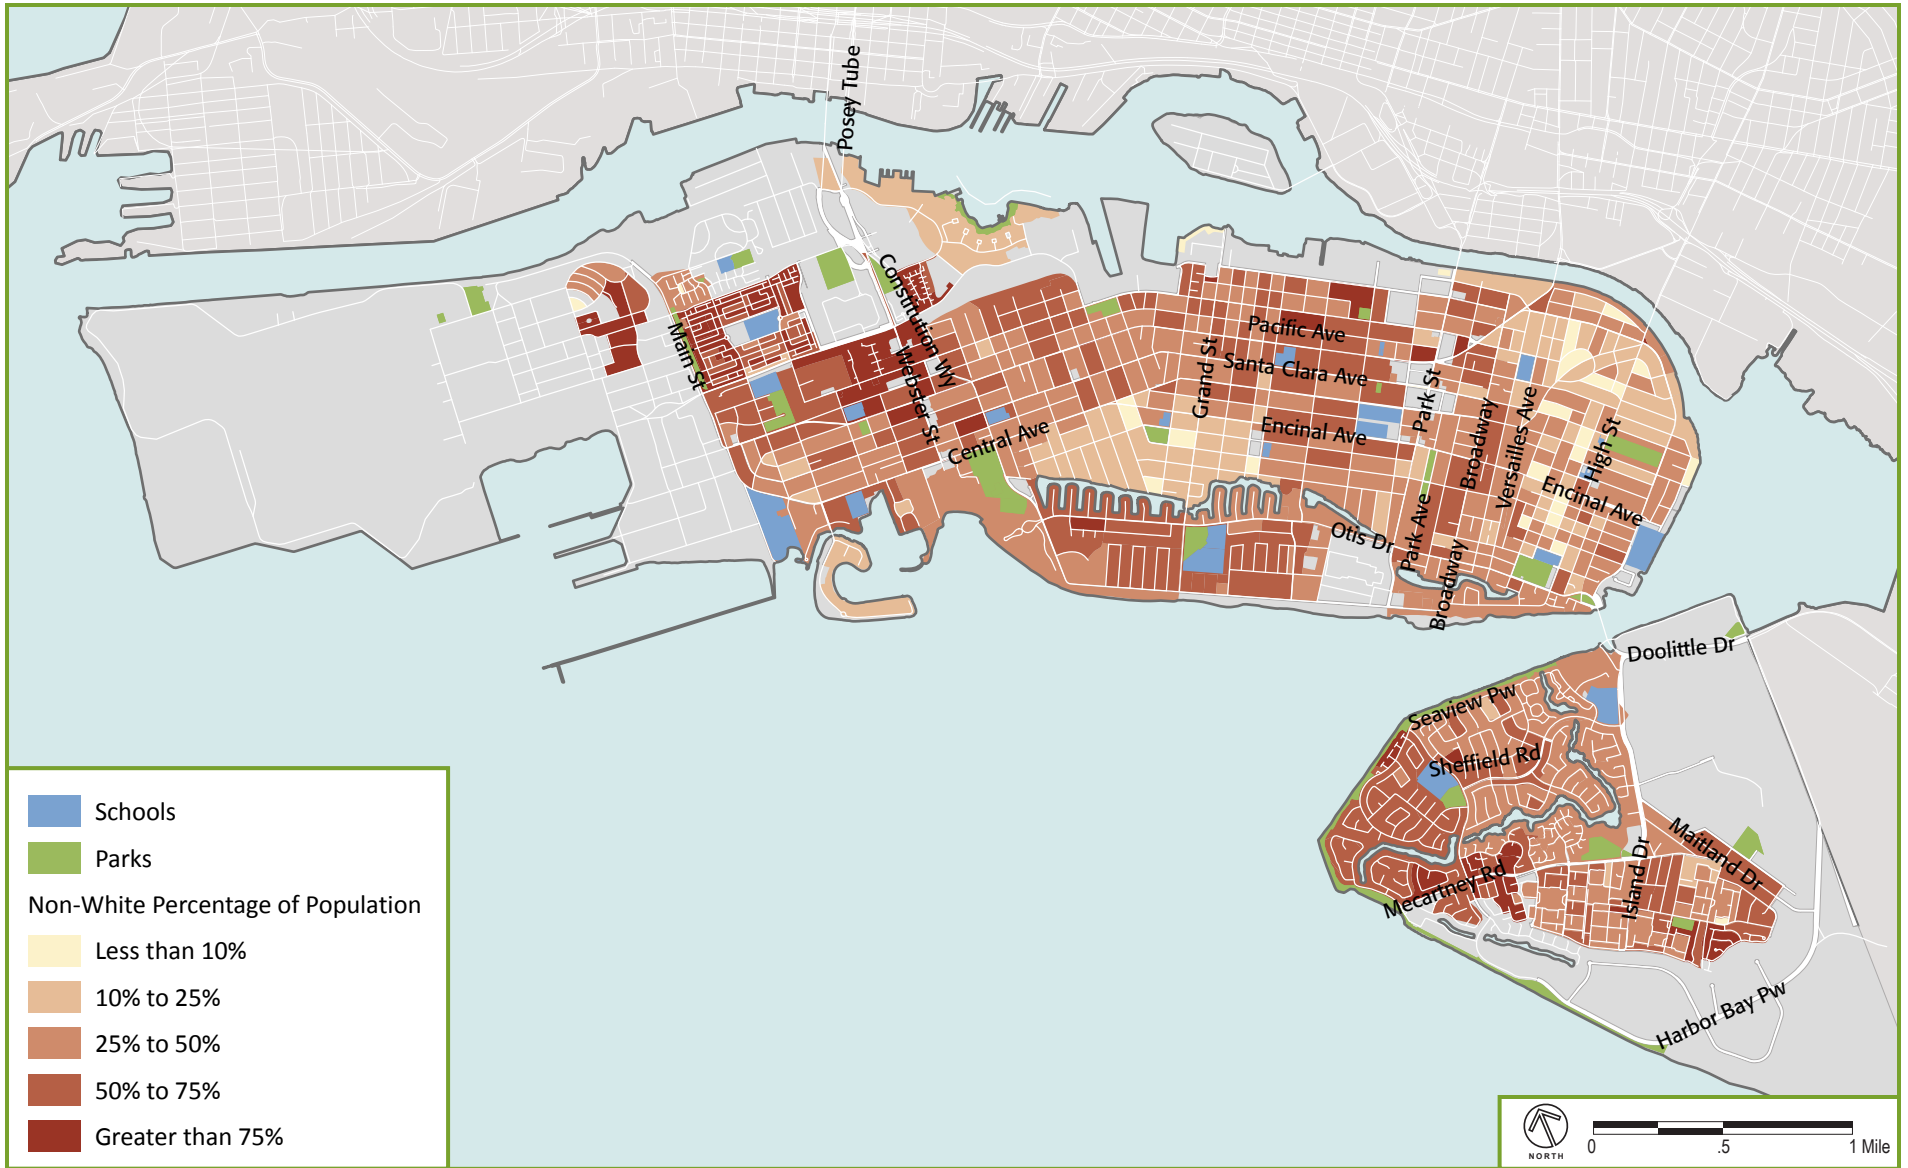 Posey Tube
Constitution Wy
Main St
Webster St
Central Ave
Grand St
Pacific Ave
Santa Clara Ave
Encinal Ave
Park St
Broadway
Versailles Ave
High St
Encinal Ave
Otis Dr
Park Ave
Broadway
Doolittle Dr
Seaview Pw
Sheffield Rd
Maitland Dr
Island Dr
Mecartney Rd
Harbor Bay Pw
Schools
Parks
Non-White Percentage of Population
Less than 10%
10% to 25%
25% to 50%
50% to 75%
Greater than 75%
NORTH
0 .5 1 Mile